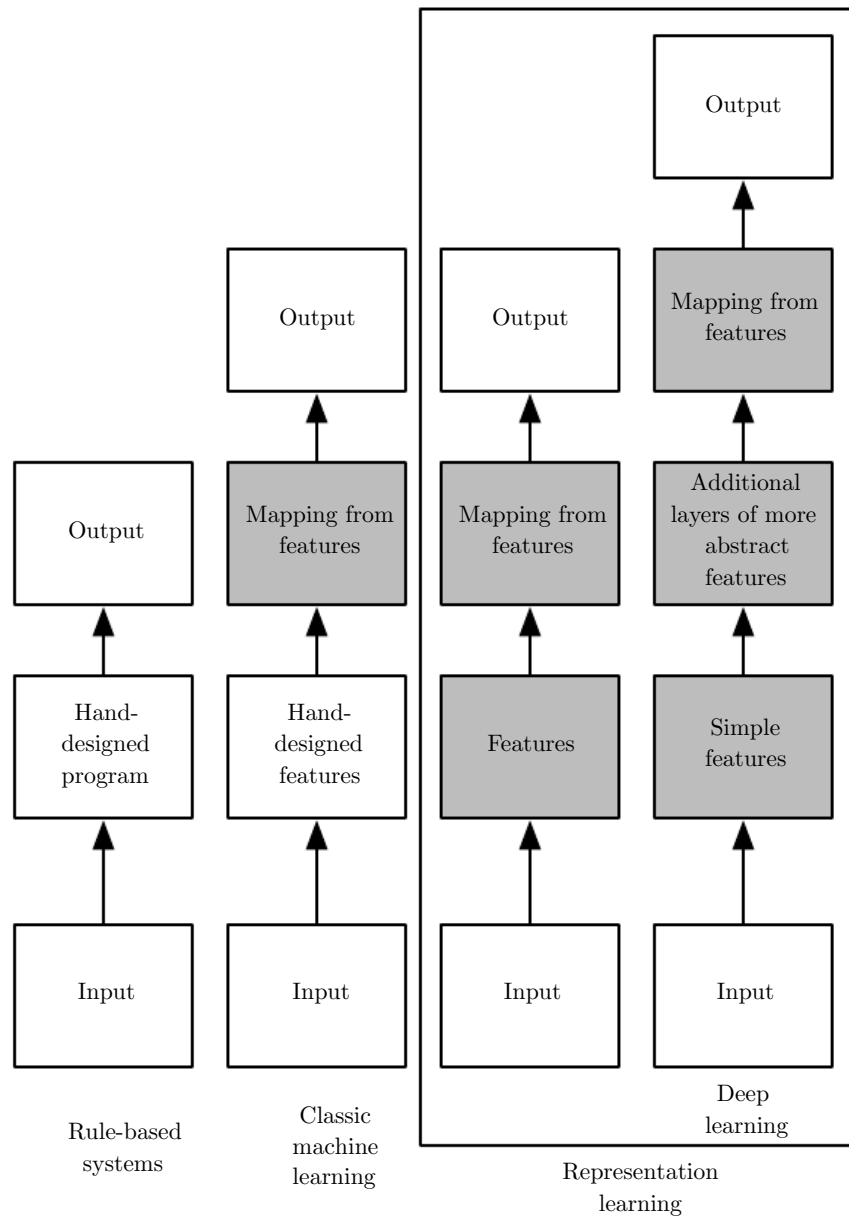 Output
Hand-
designed
program
Input
Rule-based
systems
Output
Mapping from
features
Hand-
designed
features
Input
Classic
machine
learning
Output
Mapping from
features
Features
Input
Output
Mapping from
features
Additional
layers of more
abstract
features
Simple
features
Input
Deep
learning
Representation
learning